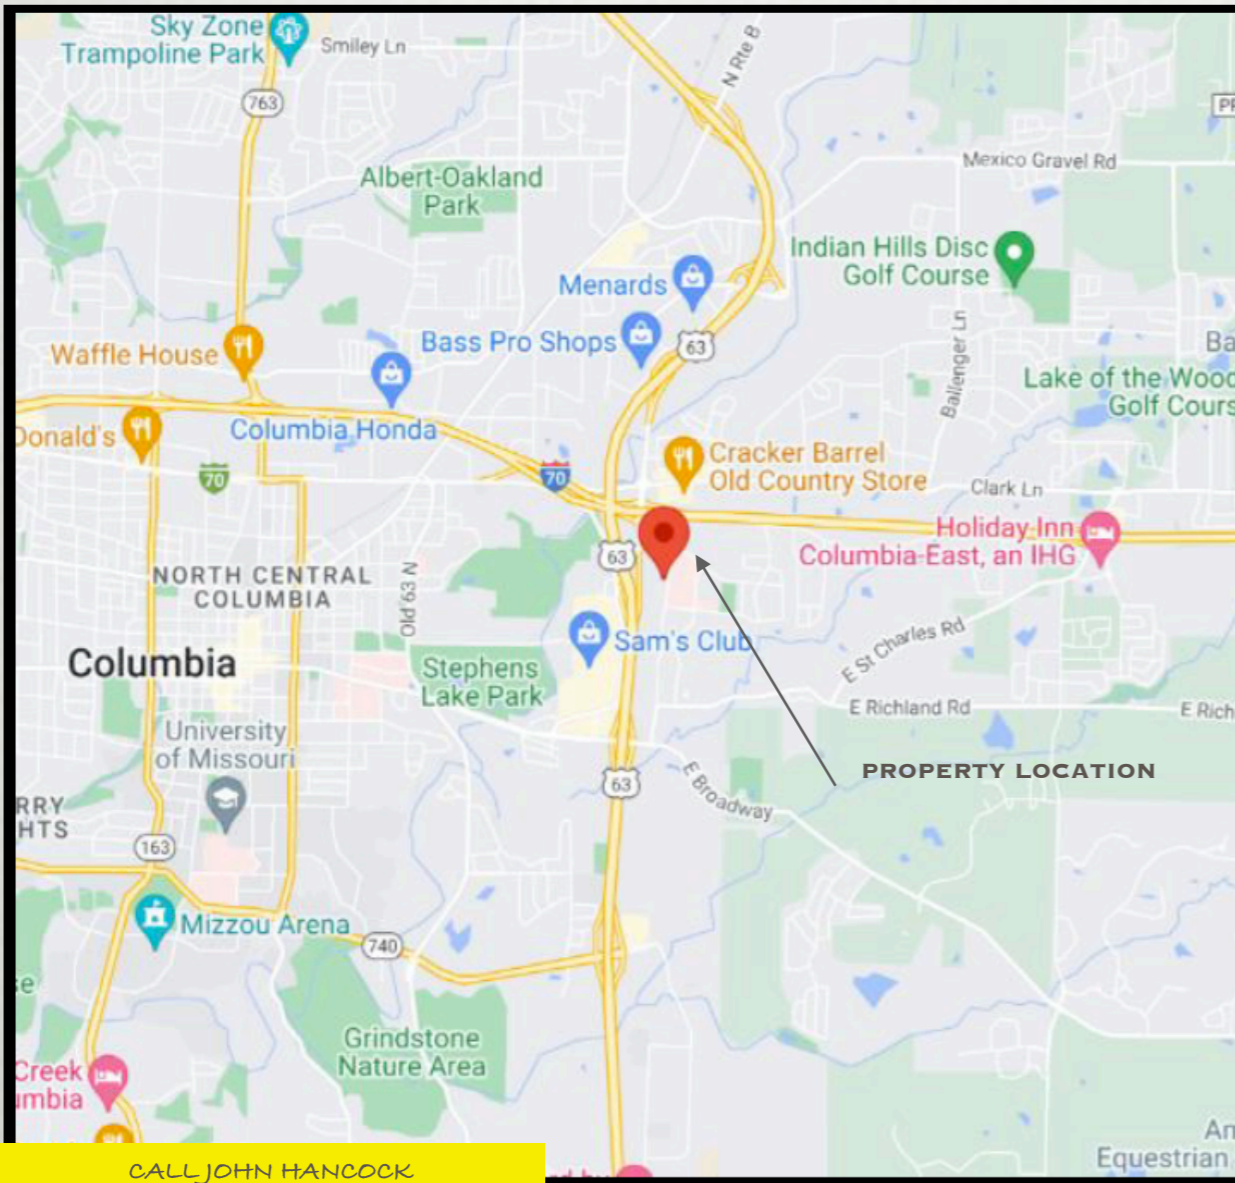 Sky Zone
Trampoline Park
Smiley Ln
N Rte B
763
Mexico Gravel Rd
Albert-Oakland
Park
Indian Hills Disc
Golf Course
Menards
Bass Pro Shops
63
Waffle House
Ballenger Ln
Lake of the Wood
Golf Cours
Columbia Honda
Donald's
Cracker Barrel
Old Country Store
70
70
Clark Ln
Holiday Inn
Columbia-East, an IHG
63
NORTH CENTRAL
COLUMBIA
Old 63 N
Sam's Club
E St Charles Rd
Columbia
Stephens
Lake Park
E Richland Rd
E Rich
University
of Missouri
PROPERTY LOCATION
63
E Broadway
RRY
HTS
163
Mizzou Arena
740
Grindstone
Nature Area
Creek
umbia
Equestrian
CALL JOHN HANCOCK